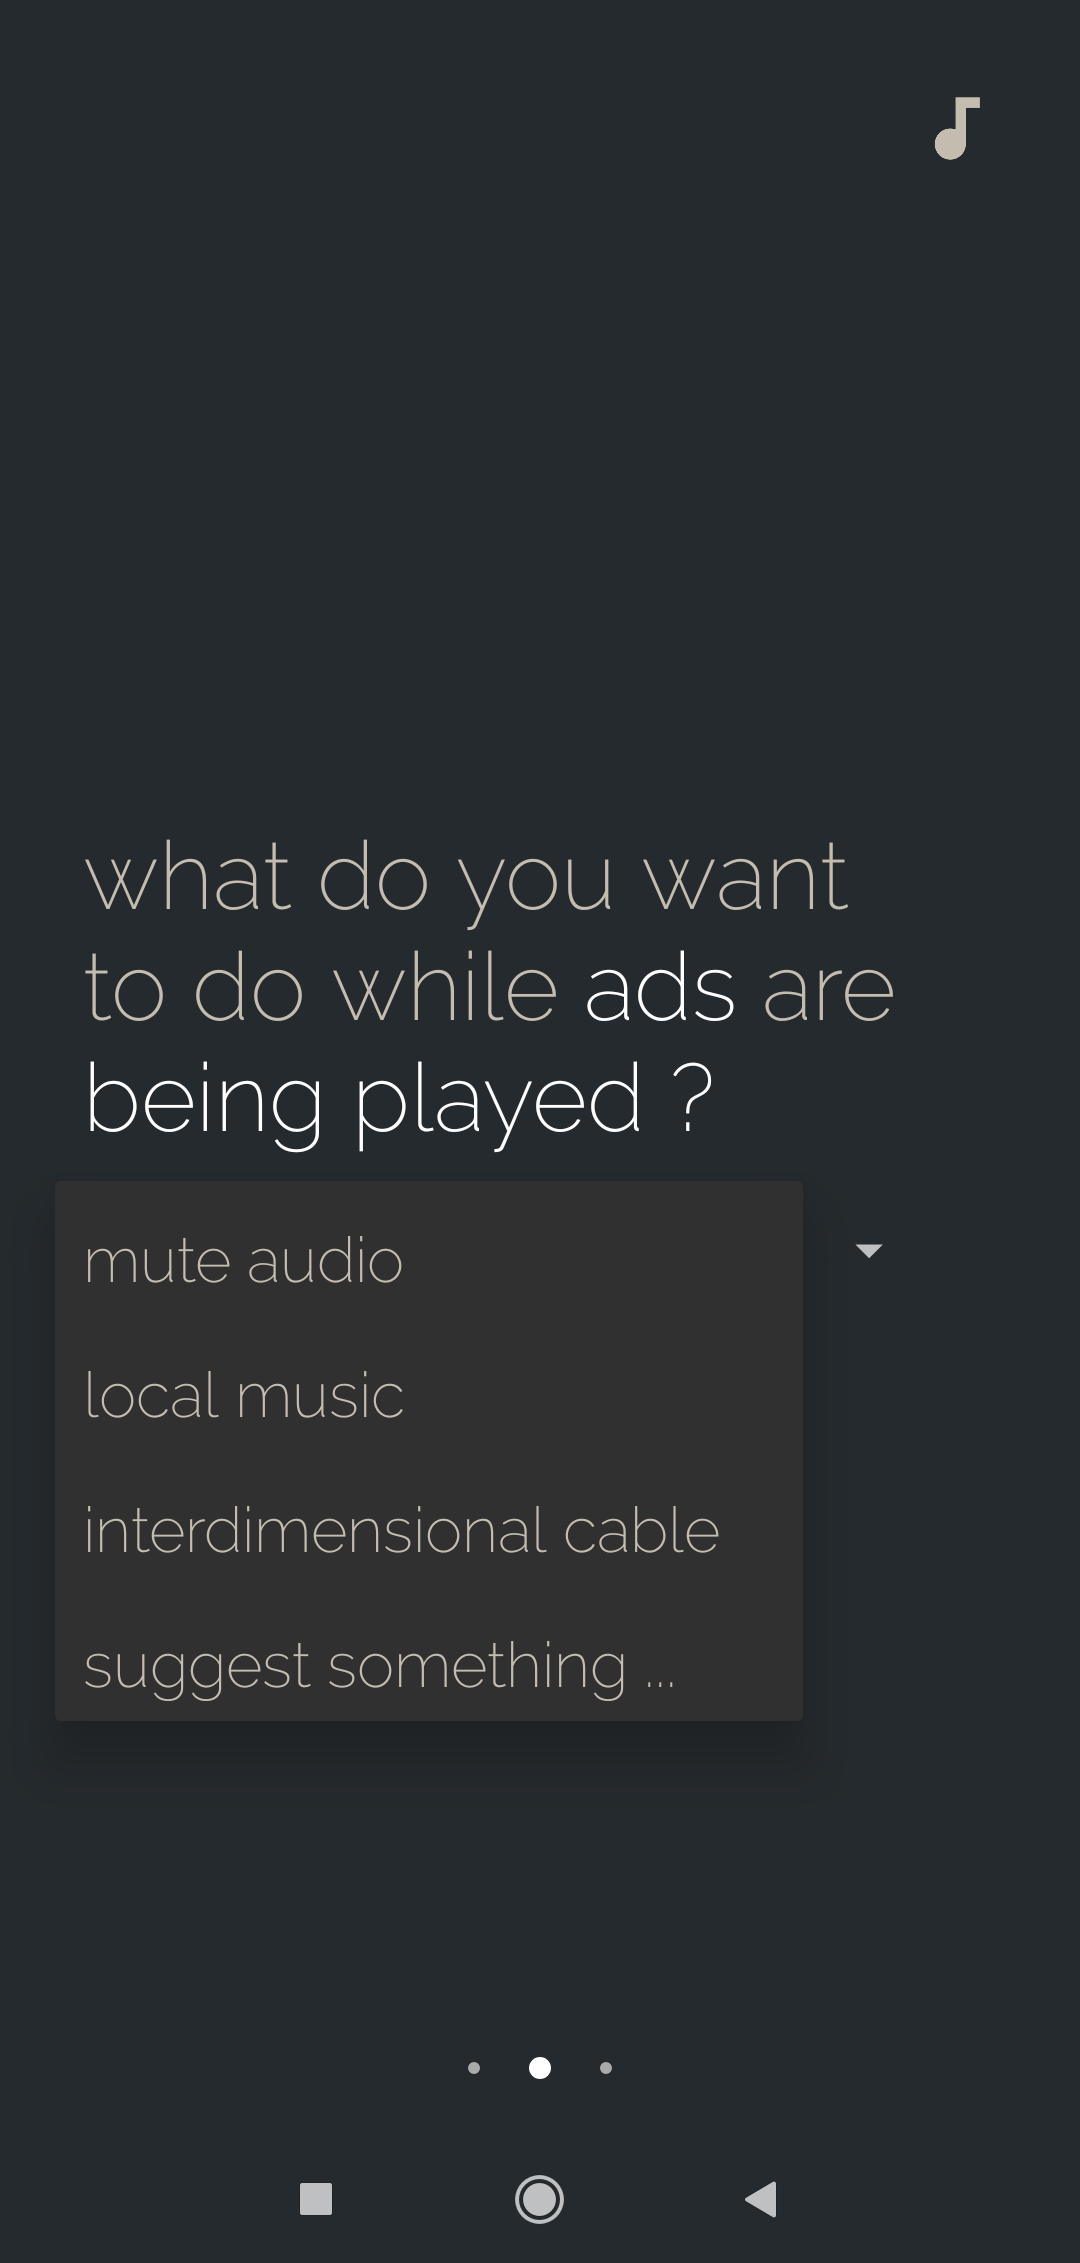 what do you want
to do while ads are
being played ?
mute audio
local music
interdimensional cable
suggest something ...